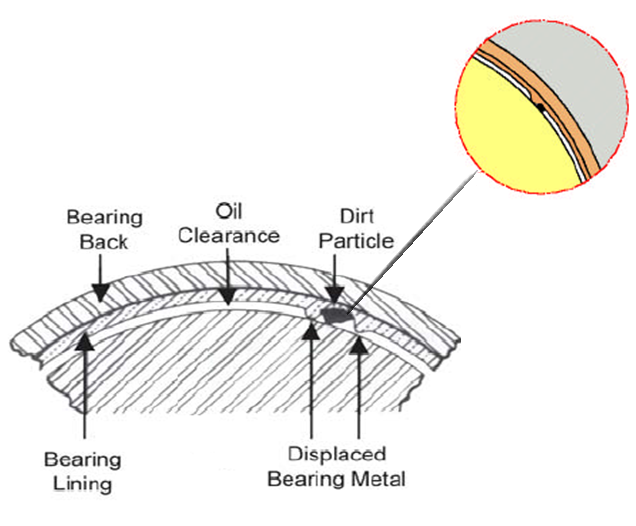 Bearing
Back
Oil
Clearance
Dirt
Particle
Bearing
Lining
Displaced
Bearing Metal